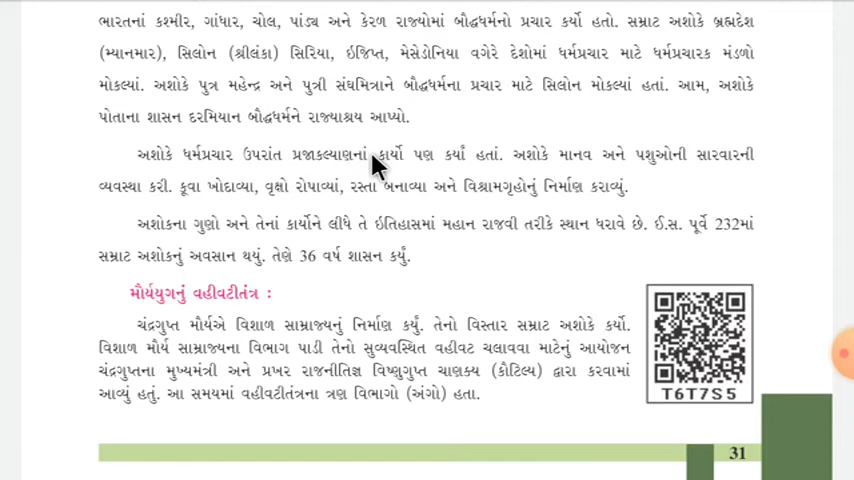 ભારતનાં કશ્મીર, ગાંધાર, ચોલ, પાંડ્ય અને કેરળ રાજ્યોમાં બૌદ્ધધર્મનો પ્રચાર કર્યો હતો. સમ્રાટ અશોકે બ્રહ્મદેશ
(મ્યાનમાર), સિલોન (શ્રીલંકા) સિરિયા, ઇજિપ્ત, મેસેડોનિયા વગેરે દેશોમાં ધર્મપ્રચાર માટે ધર્મપ્રચારક મંડળો
મોકલ્યાં. અશોકે પુત્ર મહેન્દ્ર અને પુત્રી સંઘમિત્રાને બૌદ્ધધર્મના પ્રચાર માટે સિલોન મોકલ્યાં હતાં. આમ, અશોકે
પોતાના શાસન દરમિયાન બૌદ્ધધર્મને રાજ્યાશ્રય આપ્યો.
અશોકે ધર્મપ્રચાર ઉપરાંત પ્રજાકલ્યાણનાં કાર્યો પણ કર્યાં હતાં. અશોકે માનવ અને પશુઓની સારવારની
વ્યવસ્થા કરી. કૂવા ખોદાવ્યા, વૃક્ષો રોપાવ્યાં, રસ્તા બનાવ્યા અને વિશ્રામગૃહોનું નિર્માણ કરાવ્યું.
અશોકના ગુણો અને તેનાં કાર્યોને લીધે તે ઇતિહાસમાં મહાન રાજવી તરીકે સ્થાન ધરાવે છે. ઈ.સ. પૂર્વે 232માં
સમ્રાટ અશોકનું અવસાન થયું. તેણે 36 વર્ષ શાસન કર્યું.
મૌર્યયુગનું વહીવટીતંત્ર :
ચંદ્રગુપ્ત મૌર્યએ વિશાળ સામ્રાજ્યનું નિર્માણ કર્યું. તેનો વિસ્તાર સમ્રાટ અશોકે કર્યો.
વિશાળ મૌર્ય સામ્રાજ્યના વિભાગ પાડી તેનો સુવ્યવસ્થિત વહીવટ ચલાવવા માટેનું આયોજન
ચંદ્રગુપ્તના મુખ્યમંત્રી અને પ્રખર રાજનીતિજ્ઞ વિષ્ણુગુપ્ત ચાણક્ય (કૌટિલ્ય) દ્વારા કરવામાં
આવ્યું હતું. આ સમયમાં વહીવટીતંત્રના ત્રણ વિભાગો (અંગો) હતા.
T6T7S5
31